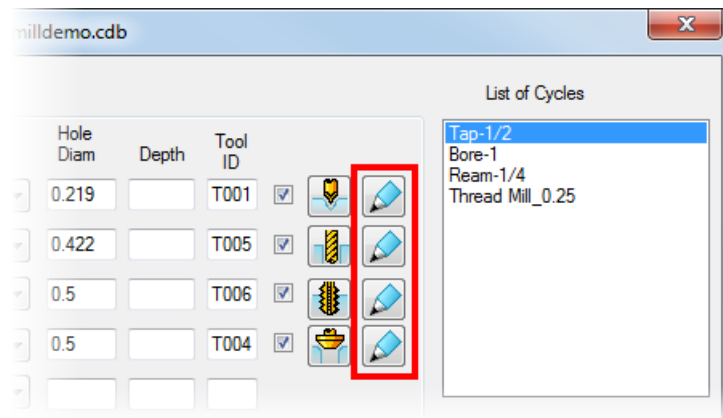 milldemo.cdb
List of Cycles
Hole Diam Depth Tool ID
0.219 T001
0.422 T005
0.5 T006
0.5 T004
Tap-1/2
Bore-1
Ream-1/4
Thread Mill_0.25